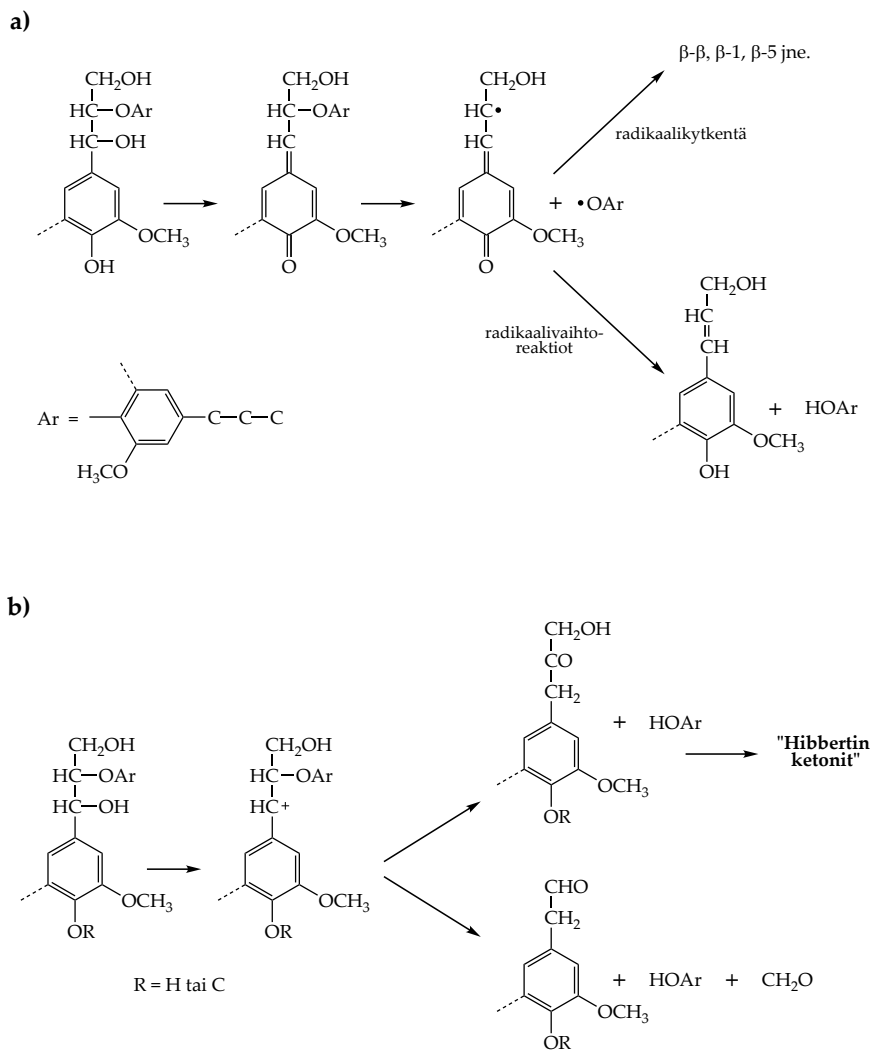 a)
β-β, β-1, β-5 jne.
CH₂OH
HC—OAr
HC—OH
OCH₃
OH
CH₂OH
HC—OAr
CH
OCH₃
O
CH₂OH
HC•
CH
OCH₃
O
+ •OAr
radikaalikytkentä
radikaalivaihto-
reaktiot
CH₂OH
HC
CH
OCH₃
OH
+ HOAr
Ar =
C—C—C
H₃CO
b)
CH₂OH
HC—OAr
HC—OH
OCH₃
OR
CH₂OH
HC—OAr
HC+
OCH₃
OR
R = H tai C
CH₂OH
CO
CH₂
OCH₃
OR
+ HOAr
"Hibbertin
ketonit"
CHO
CH₂
OCH₃
OR
+ HOAr + CH₂O